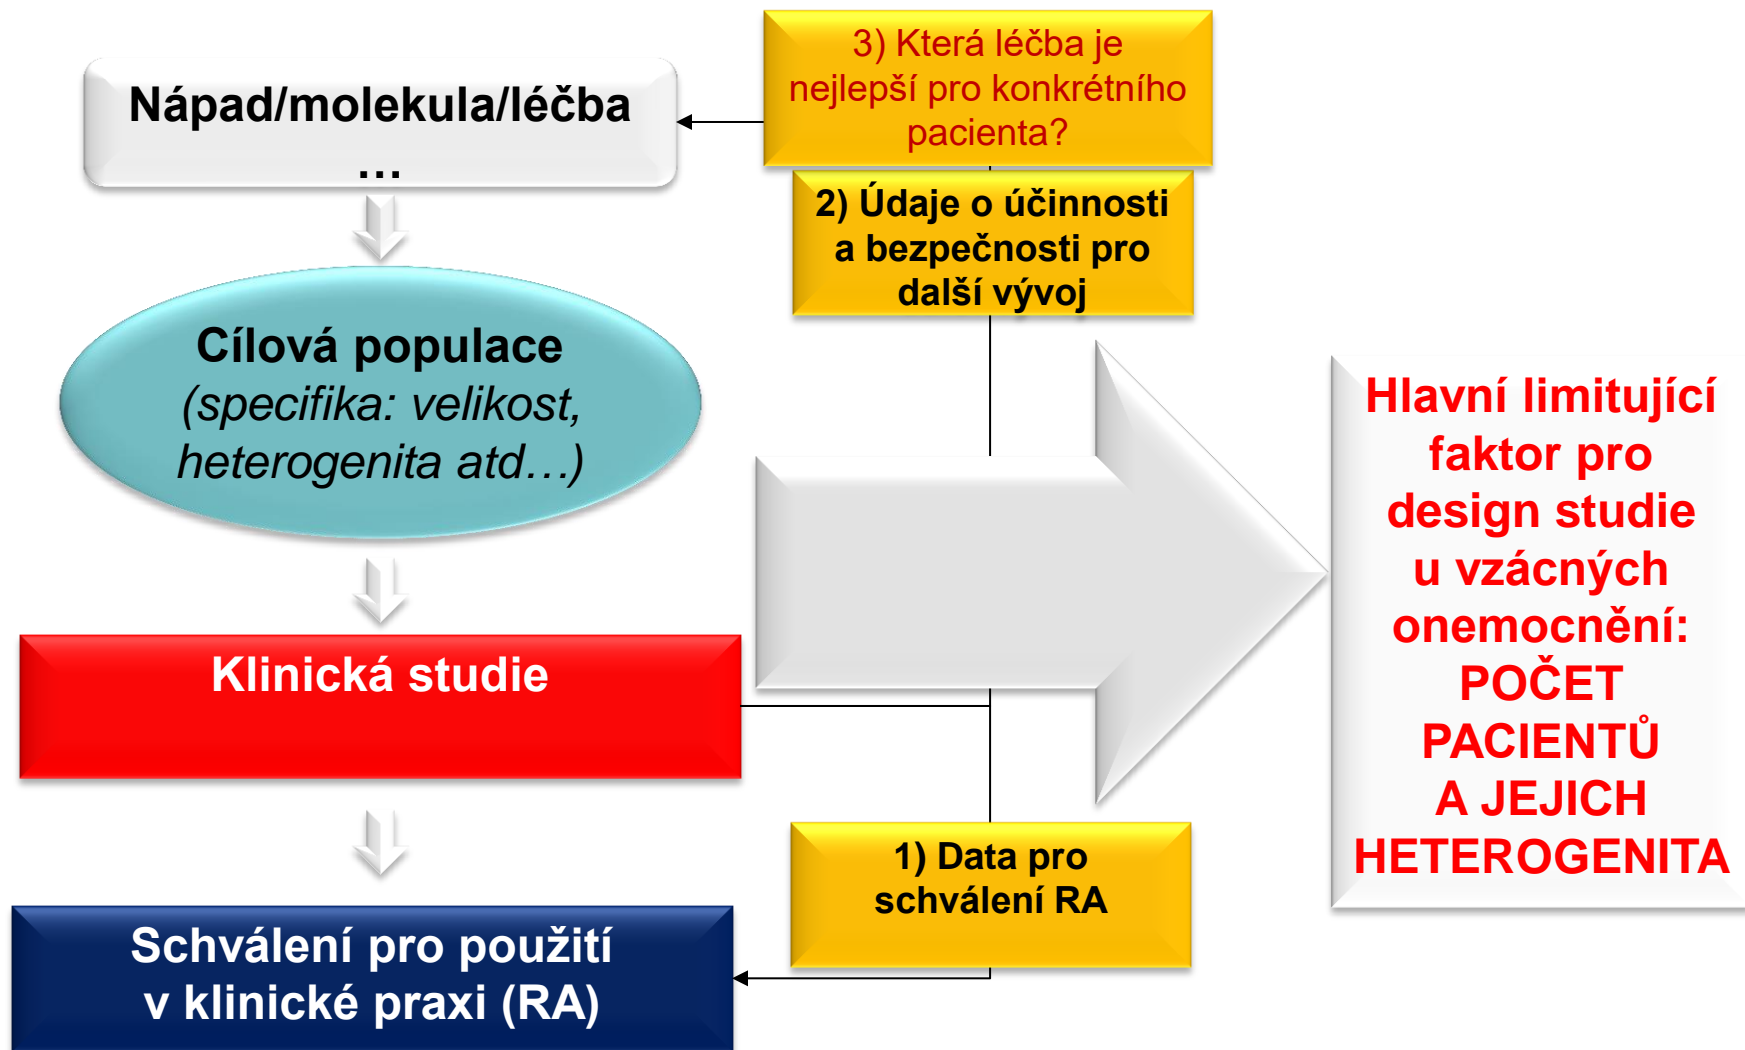 Nápad/molekula/léčba
…
Cílová populace
(specifika: velikost,
heterogenita atd…)
Klinická studie
Schválení pro použití
v klinické praxi (RA)
3) Která léčba je
nejlepší pro konkrétního
pacienta?
2) Údaje o účinnosti
a bezpečnosti pro
další vývoj
1) Data pro
schválení RA
Hlavní limitující
faktor pro
design studie
u vzácných
onemocnění:
POČET
PACIENTŮ
A JEJICH
HETEROGENITA